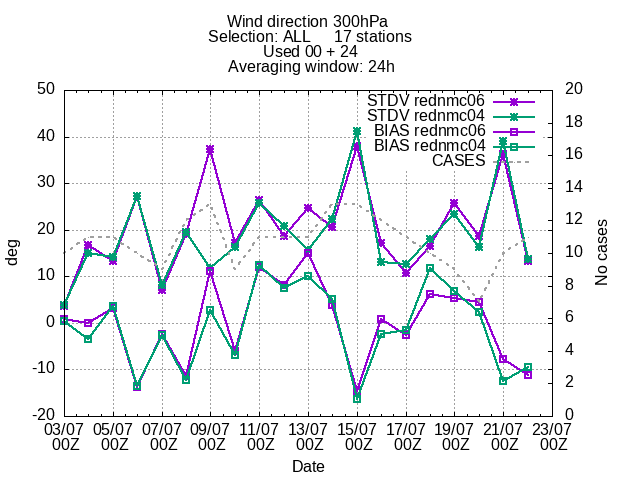 Wind direction 300hPa
Selection: ALL 17 stations
Used 00 + 24
Averaging window: 24h
STDV rednmc06
STDV rednmc04
BIAS rednmc06
BIAS rednmc04
CASES
50
40
30
20
10
0
-10
-20
deg
20
18
16
14
12
10
8
6
4
2
0
No cases
03/07 05/07 07/07 09/07 11/07 13/07 15/07 17/07 19/07 21/07 23/07
00Z 00Z 00Z 00Z 00Z 00Z 00Z 00Z 00Z 00Z 00Z
Date